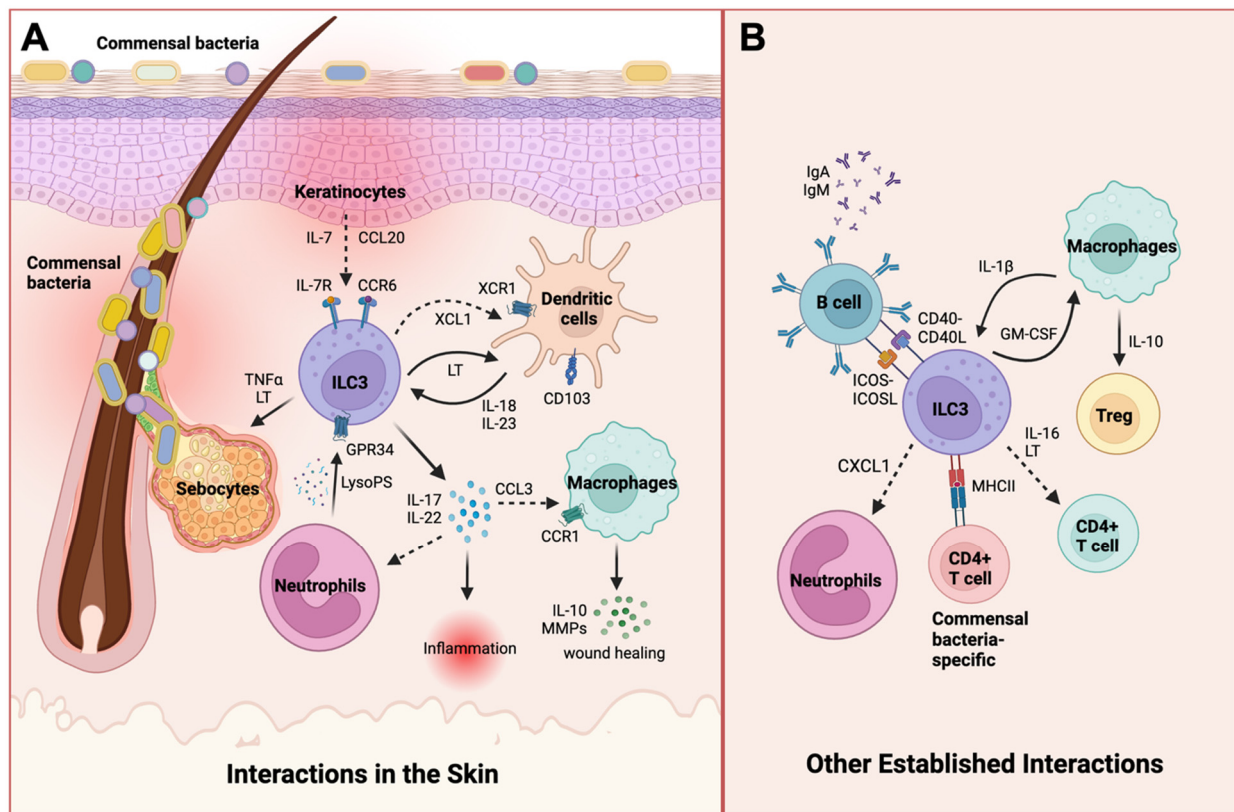 A
Commensal bacteria
Keratinocytes
IL-7
CCL20
Commensal
bacteria
IL-7R
CCR6
XCR1
XCL1
Dendritic
cells
ILC3
LT
CD103
TNFα
LT
IL-18
IL-23
GPR34
LysoPS
Sebocytes
IL-17
IL-22
CCL3
Macrophages
CCR1
Neutrophils
IL-10
MMPs
Inflammation
wound healing
Interactions in the Skin
B
IgA
IgM
Macrophages
IL-1β
B cell
CD40-
CD40L
GM-CSF
IL-10
ICOS-
ICOSL
ILC3
Treg
IL-16
LT
CXCL1
MHCII
CD4+
T cell
Neutrophils
CD4+
T cell
Commensal
bacteria-
specific
Other Established Interactions